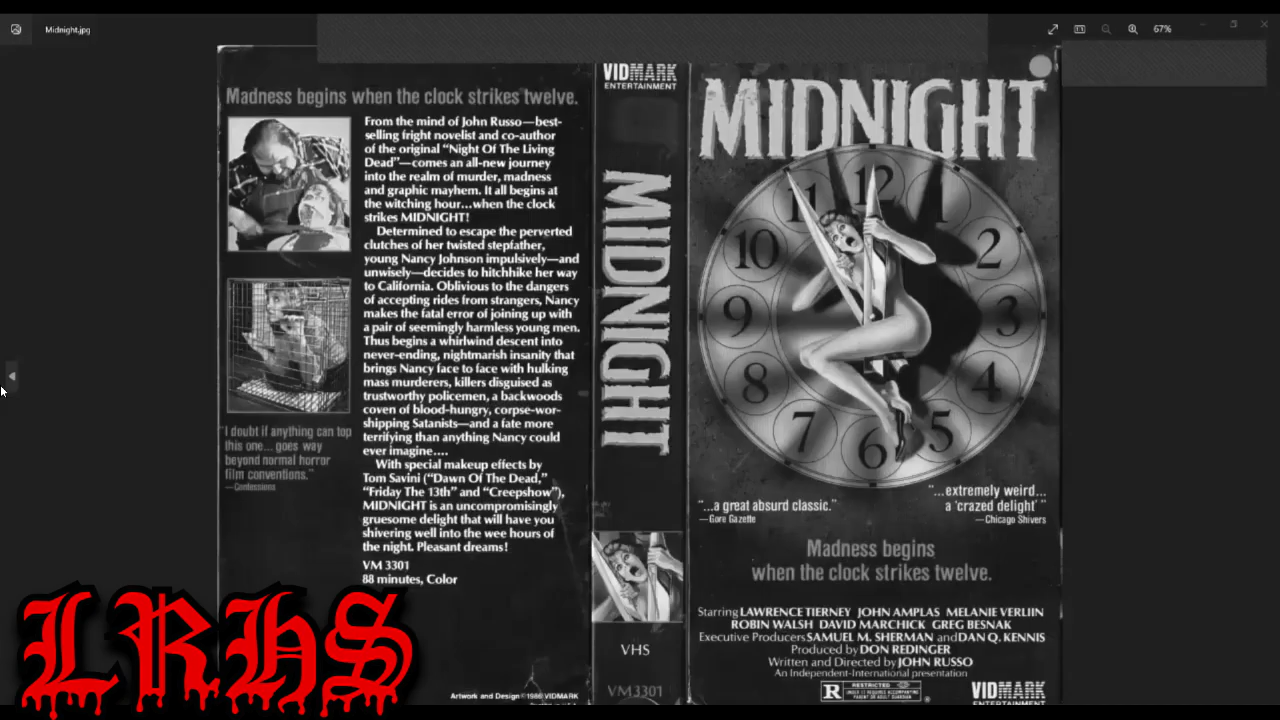 Midnight.jpg
67%
Madness begins when the clock strikes twelve.
From the mind of John Russo—best-
selling fright novelist and co-author
of the original “Night Of The Living
Dead”—comes an all-new journey
into the realm of murder, madness
and graphic mayhem. It all begins at
the witching hour...when the clock
strikes MIDNIGHT!
Determined to escape the perverted
clutches of her twisted stepfather,
young Nancy Johnson impulsively—and
unwisely—decides to hitchhike her way
to California. Oblivious to the dangers
of accepting rides from strangers, Nancy
makes the fatal error of joining up with
a pair of seemingly harmless young men.
Thus begins a whirlwind descent into
never-ending, nightmarish insanity that
brings Nancy face to face with hulking
mass murderers, killers disguised as
trustworthy policemen, a backwoods
coven of blood-hungry, corpse-wor-
shipping Satanists—and a fate more
terrifying than anything Nancy could
ever imagine....
With special makeup effects by
Tom Savini (“Dawn Of The Dead,”
“Friday The 13th” and “Creepshow”),
MIDNIGHT is an uncompromisingly
gruesome delight that will have you
shivering well into the wee hours of
the night. Pleasant dreams!
VM 3301
88 minutes, Color
“I doubt if anything can top
this one... goes way
beyond normal horror
film conventions.”
—Confessions
Artwork and Design ©1986 VIDMARK
VIDMARK
ENTERTAINMENT
MIDNIGHT
VHS
VM3301
MIDNIGHT
11 12 1
10 2
9 3
8 4
7 6 5
“...a great absurd classic.”
—Gore Gazette
“...extremely weird...
a ‘crazed delight’ “
—Chicago Shivers
Madness begins
when the clock strikes twelve.
Starring LAWRENCE TIERNEY JOHN AMPLAS MELANIE VERLIIN
ROBIN WALSH DAVID MARCHICK GREG BESNAK
Executive Producers SAMUEL M. SHERMAN and DAN Q. KENNIS
Produced by DON REDINGER
Written and Directed by JOHN RUSSO
An Independent-International presentation
R RESTRICTED
UNDER 17 REQUIRES ACCOMPANYING
PARENT OR ADULT GUARDIAN
VIDMARK
ENTERTAINMENT
LRHS